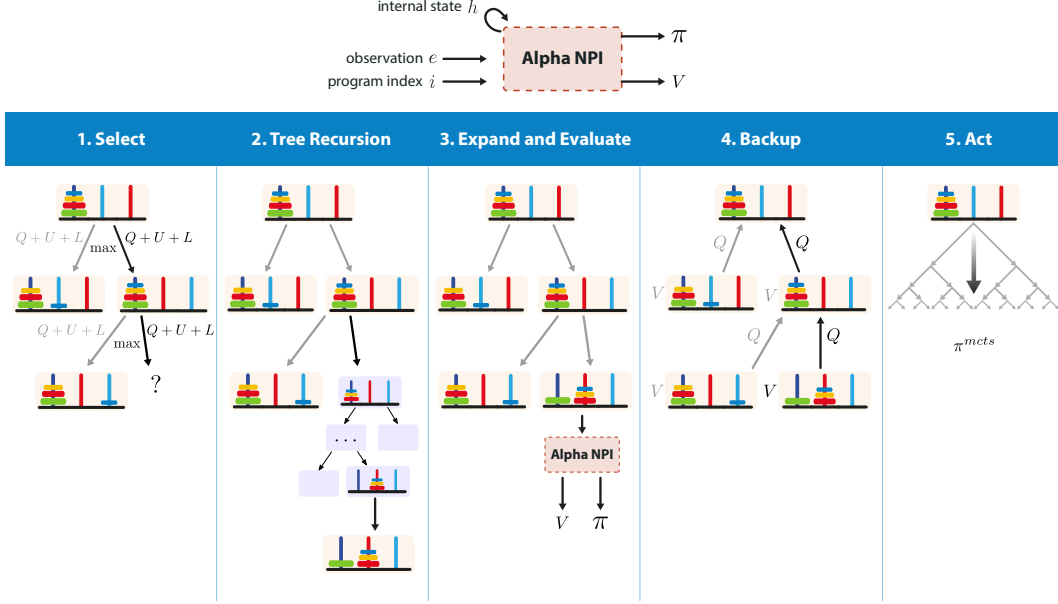 internal state h
Alpha NPI
π
observation e
program index i
V
1. Select
2. Tree Recursion
3. Expand and Evaluate
4. Backup
5. Act
Q + U + L
max
Q + U + L
Q + U + L
max
Q + U + L
?
...
Alpha NPI
V
π
Q
Q
V
V
Q
Q
V
V
π^{mcts}